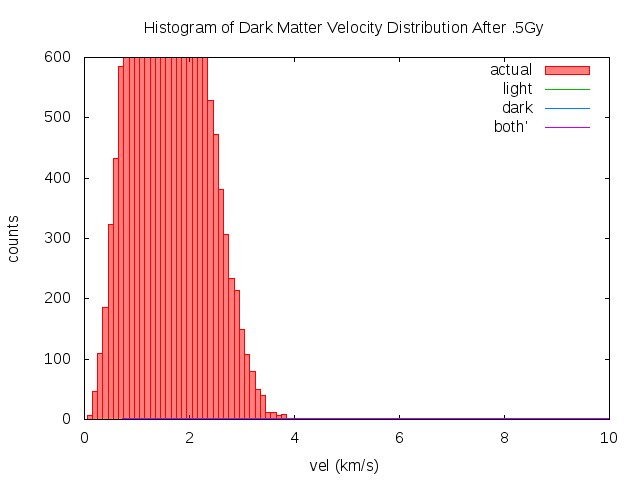 Histogram of Dark Matter Velocity Distribution After .5Gy
600
500
400
300
200
100
0
counts
actual
light
dark
both'
0 2 4 6 8 10
vel (km/s)